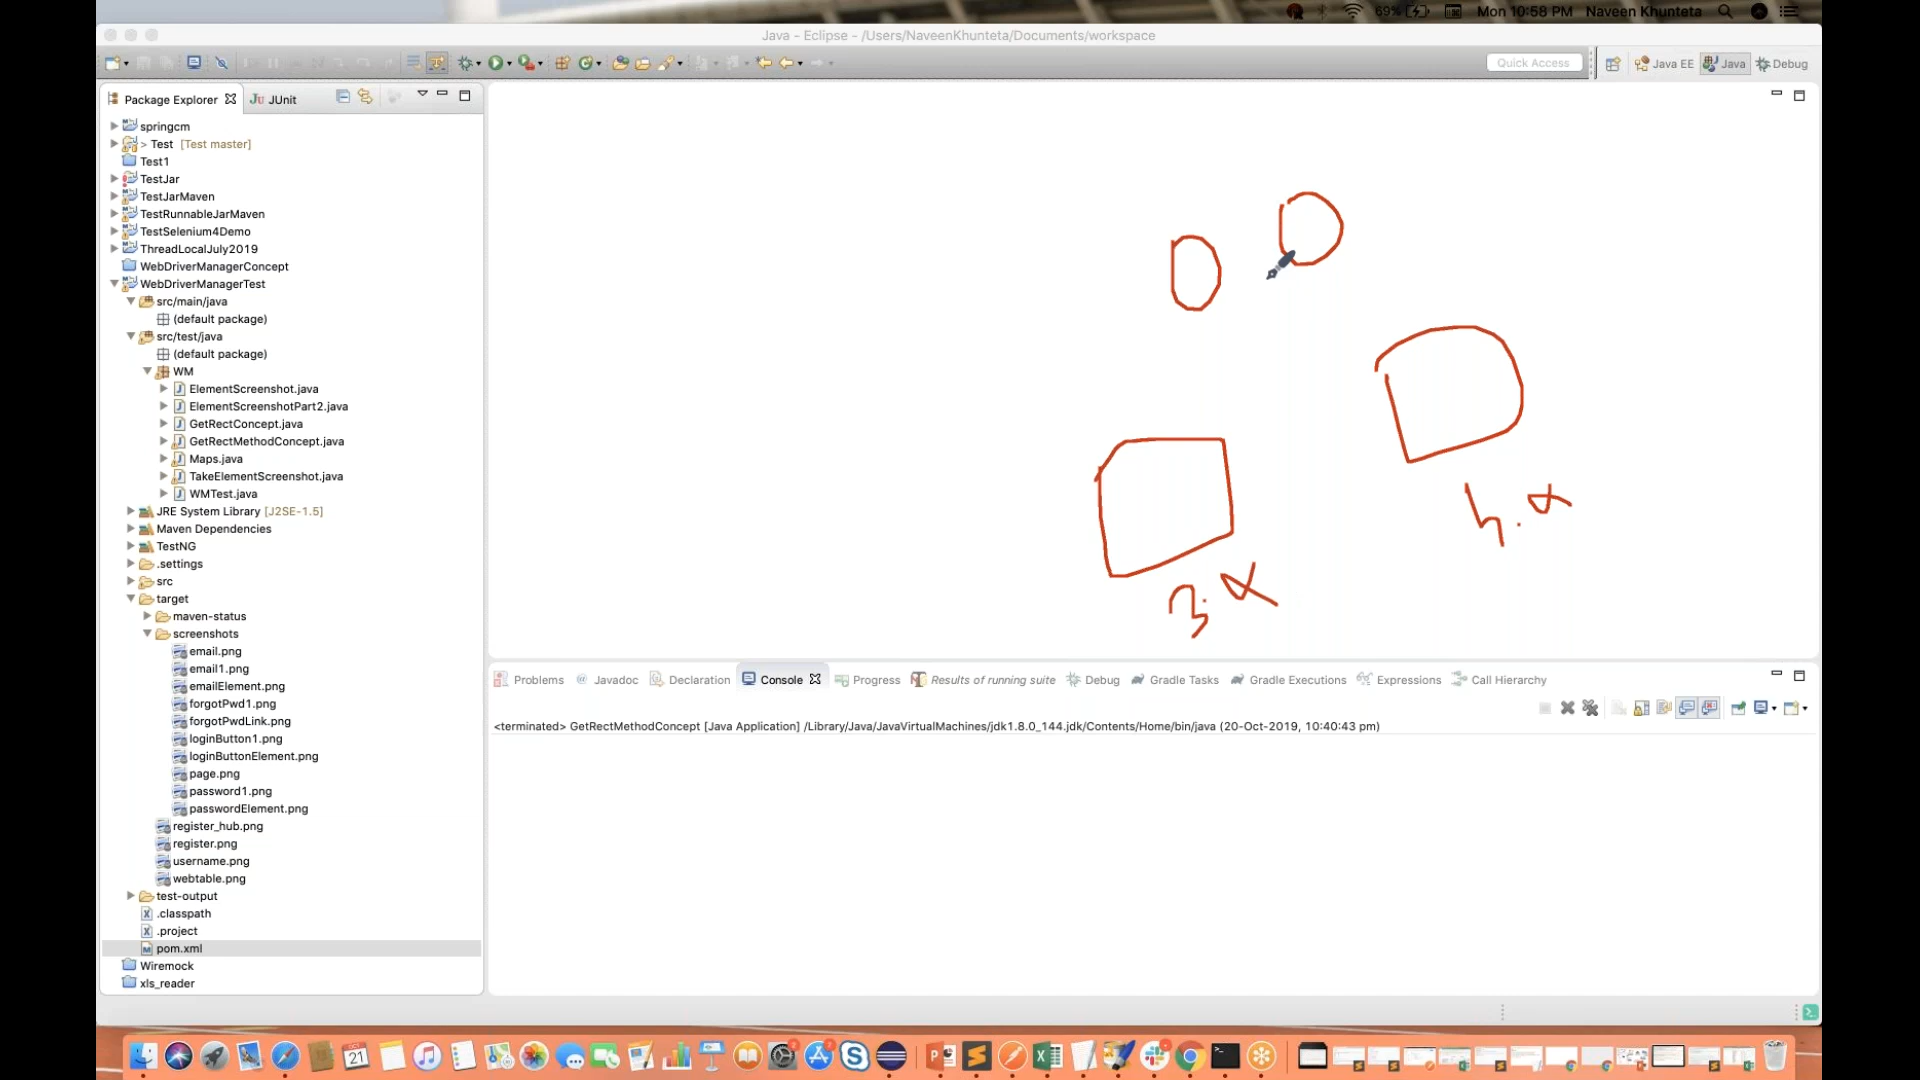 69%
Mon 10:58 PM Naveen Khunteta
Java - Eclipse - /Users/NaveenKhunteta/Documents/workspace
Quick Access
Java EE
Java
Debug
Package Explorer
JUnit
springcm
> Test [Test master]
Test1
TestJar
TestJarMaven
TestRunnableJarMaven
TestSelenium4Demo
ThreadLocalJuly2019
WebDriverManagerConcept
WebDriverManagerTest
src/main/java
(default package)
src/test/java
(default package)
WM
ElementScreenshot.java
ElementScreenshotPart2.java
GetRectConcept.java
GetRectMethodConcept.java
Maps.java
TakeElementScreenshot.java
WMTest.java
JRE System Library [J2SE-1.5]
Maven Dependencies
TestNG
.settings
src
target
maven-status
screenshots
email.png
email1.png
emailElement.png
forgotPwd1.png
forgotPwdLink.png
loginButton1.png
loginButtonElement.png
page.png
password1.png
passwordElement.png
register_hub.png
register.png
username.png
webtable.png
test-output
.classpath
.project
pom.xml
Wiremock
xls_reader
4.x
3.x
Problems
Javadoc
Declaration
Console
Progress
Results of running suite
Debug
Gradle Tasks
Gradle Executions
Expressions
Call Hierarchy
<terminated> GetRectMethodConcept [Java Application] /Library/Java/JavaVirtualMachines/jdk1.8.0_144.jdk/Contents/Home/bin/java (20-Oct-2019, 10:40:43 pm)
21